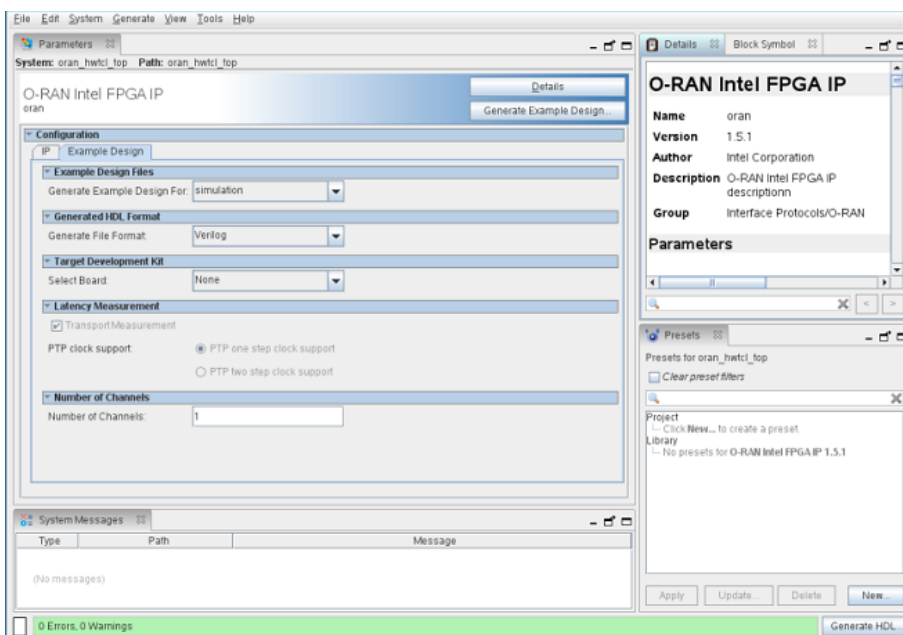 File Edit System Generate View Tools Help
Parameters
System: oran_hwtcl_top Path: oran_hwtcl_top
O-RAN Intel FPGA IP
oran
Details
Generate Example Design...
Configuration
IP Example Design
Example Design Files
Generate Example Design For: simulation
Generated HDL Format
Generate File Format: Verilog
Target Development Kit
Select Board: None
Latency Measurement
Transport Measurement
PTP clock support: PTP one step clock support
PTP two step clock support
Number of Channels
Number of Channels: 1
System Messages
Type Path Message
(No messages)
0 Errors, 0 Warnings
Details Block Symbol
O-RAN Intel FPGA IP
Name oran
Version 1.5.1
Author Intel Corporation
Description O-RAN Intel FPGA IP
descriptionn
Group Interface Protocols/O-RAN
Parameters
Presets
Presets for oran_hwtcl_top
Clear preset filters
Project
Click New... to create a preset.
Library
No presets for O-RAN Intel FPGA IP 1.5.1
Apply Update... Delete New...
Generate HDL...